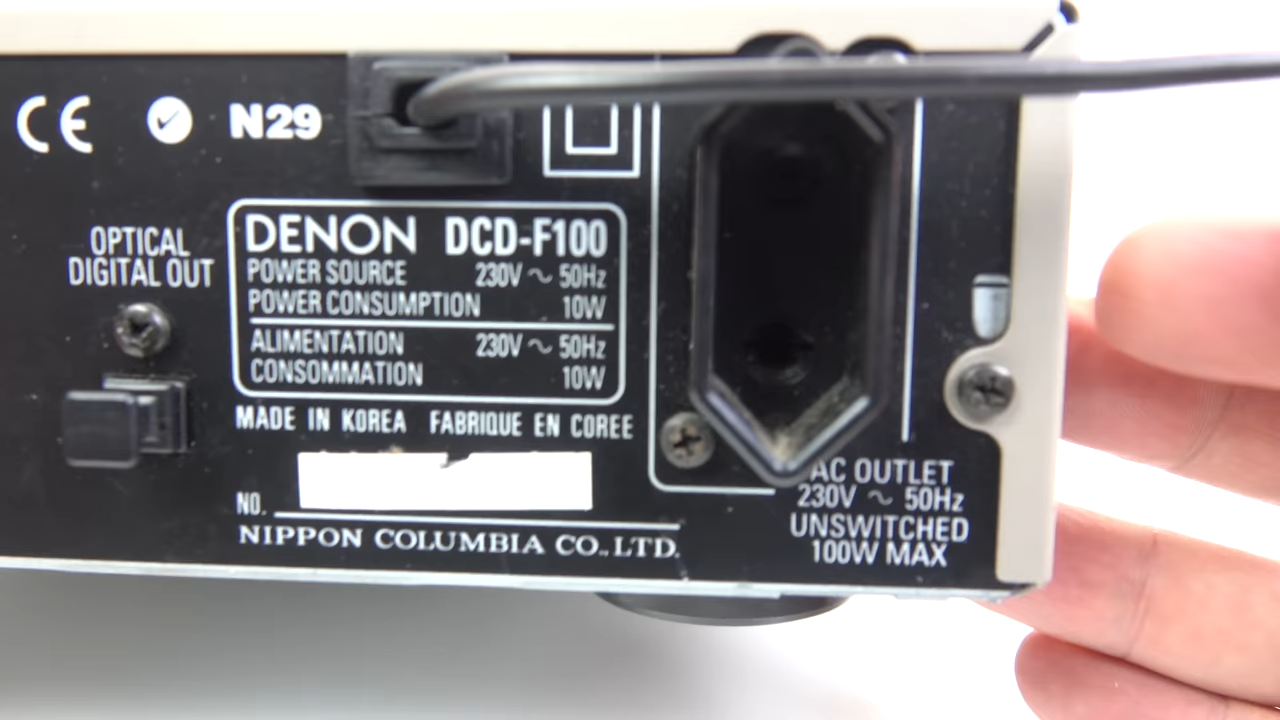 CE N29
OPTICAL
DIGITAL OUT
DENON DCD-F100
POWER SOURCE 230V ~ 50Hz
POWER CONSUMPTION 10W
ALIMENTATION 230V ~ 50Hz
CONSOMMATION 10W
MADE IN KOREA FABRIQUE EN COREE
NO.
NIPPON COLUMBIA CO.,LTD.
AC OUTLET
230V ~ 50Hz
UNSWITCHED
100W MAX